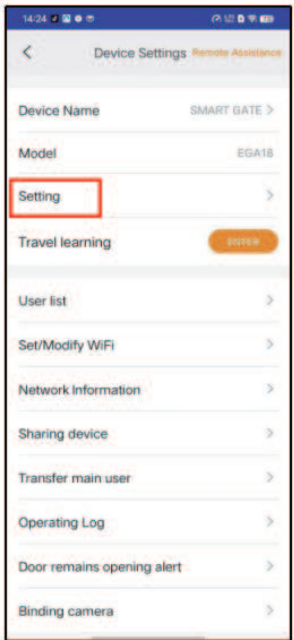 14:24
Device Settings Remote Assistance
Device Name SMART GATE >
Model EGA18
Setting >
Travel learning ENTER
User list >
Set/Modify WiFi >
Network Information >
Sharing device >
Transfer main user >
Operating Log >
Door remains opening alert >
Binding camera >